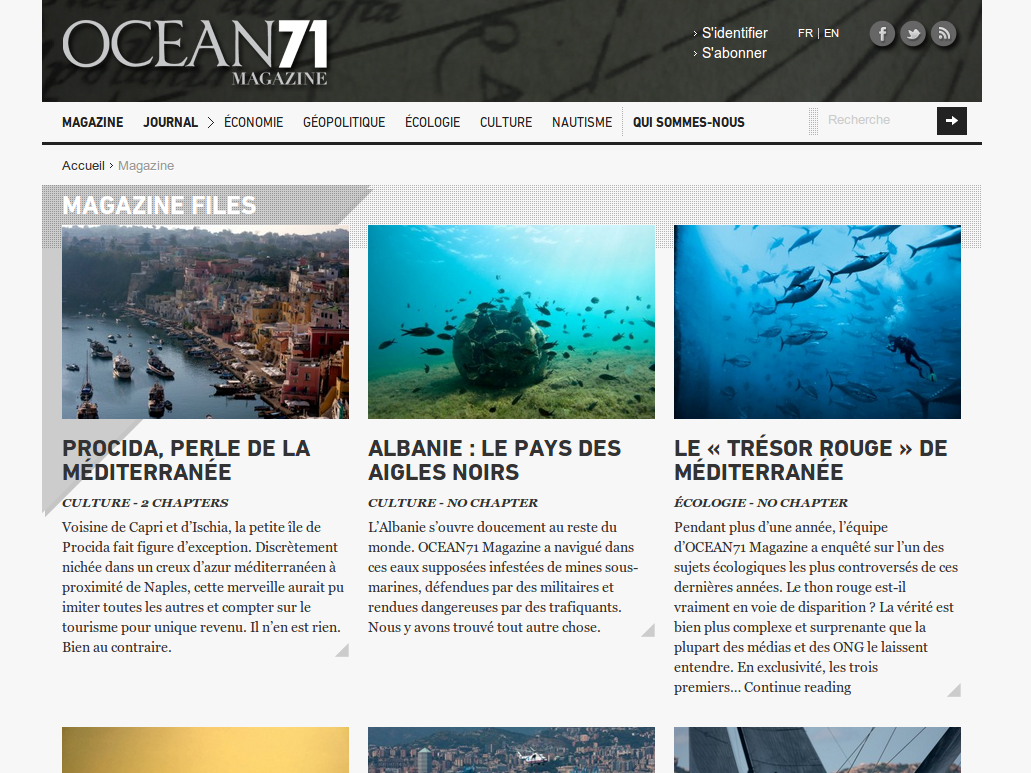 OCEAN71
MAGAZINE
S'identifier
S'abonner
FR | EN
MAGAZINE JOURNAL ÉCONOMIE GÉOPOLITIQUE ÉCOLOGIE CULTURE NAUTISME QUI SOMMES-NOUS
Recherche
Accueil › Magazine
MAGAZINE FILES
PROCIDA, PERLE DE LA
MÉDITERRANÉE
CULTURE - 2 CHAPTERS
Voisine de Capri et d’Ischia, la petite île de
Procida fait figure d’exception. Discrètement
nichée dans un creux d’azur méditerranéen à
proximité de Naples, cette merveille aurait pu
imiter toutes les autres et compter sur le
tourisme pour unique revenu. Il n’en est rien.
Bien au contraire.
ALBANIE : LE PAYS DES
AIGLES NOIRS
CULTURE - NO CHAPTER
L’Albanie s’ouvre doucement au reste du
monde. OCEAN71 Magazine a navigué dans
ces eaux supposées infestées de mines sous-
marines, défendues par des militaires et
rendues dangereuses par des trafiquants.
Nous y avons trouvé tout autre chose.
LE « TRÉSOR ROUGE » DE
MÉDITERRANÉE
ÉCOLOGIE - NO CHAPTER
Pendant plus d’une année, l’équipe
d’OCEAN71 Magazine a enquêté sur l’un des
sujets écologiques les plus controversés de ces
dernières années. Le thon rouge est-il
vraiment en voie de disparition ? La vérité est
bien plus complexe et surprenante que la
plupart des médias et des ONG le laissent
entendre. En exclusivité, les trois
premiers… Continue reading